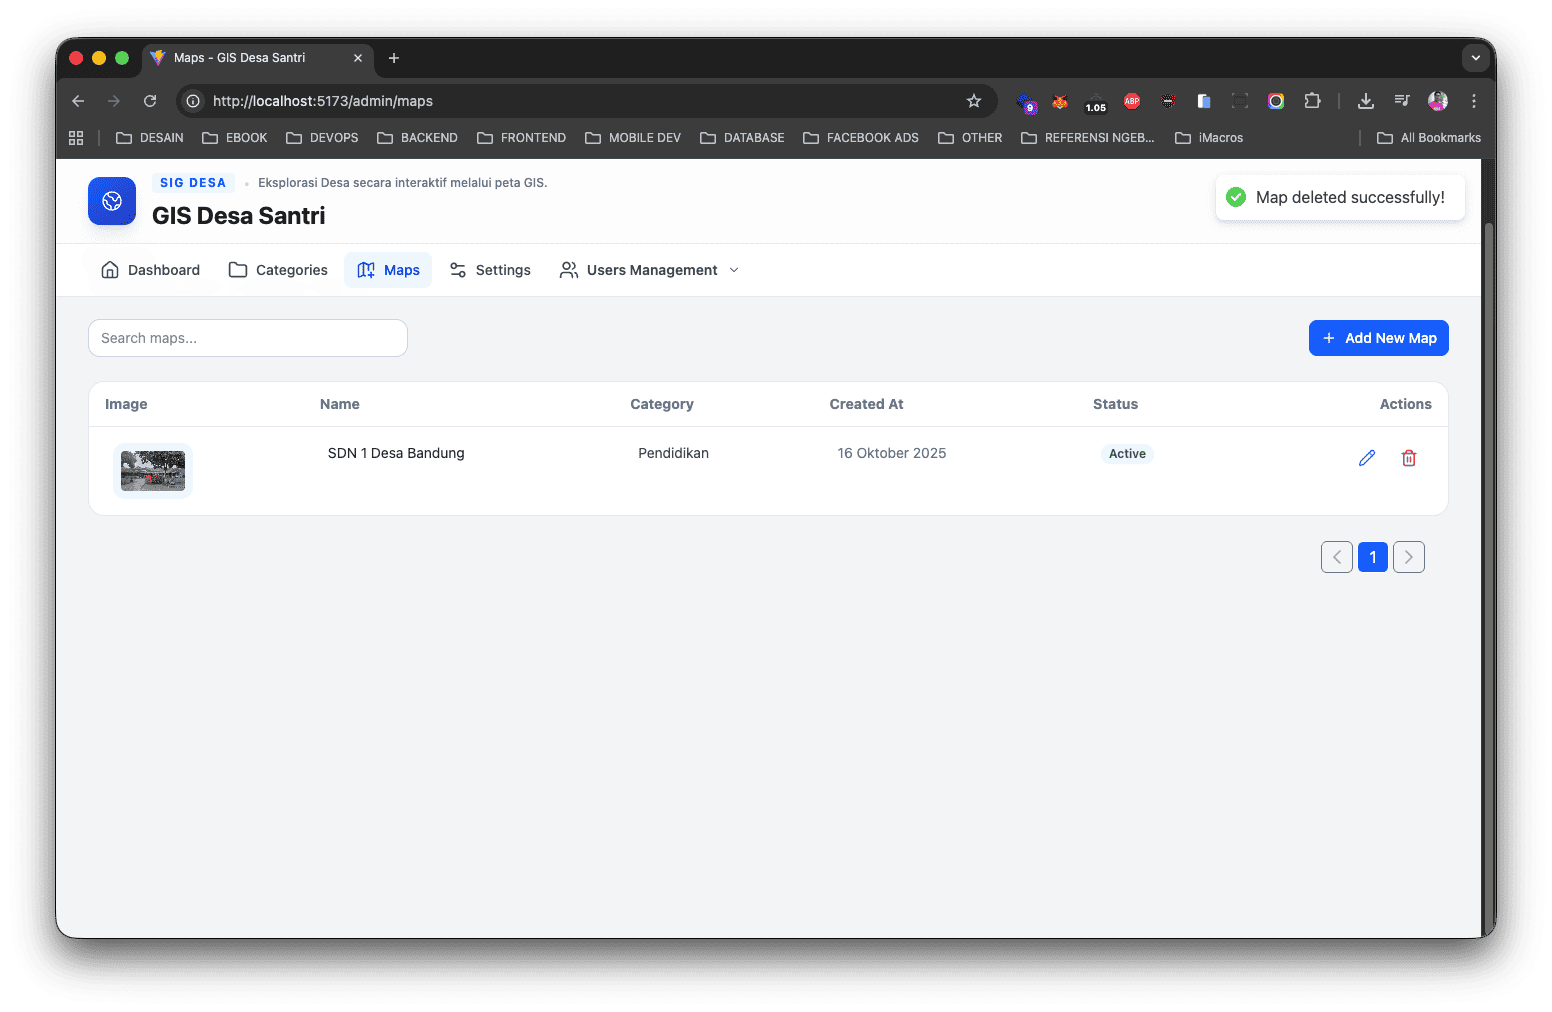 Maps - GIS Desa Santri
http://localhost:5173/admin/maps
9
1.05
ABP
DESAIN
EBOOK
DEVOPS
BACKEND
FRONTEND
MOBILE DEV
DATABASE
FACEBOOK ADS
OTHER
REFERENSI NGEB...
iMacros
All Bookmarks
SIG DESA
Eksplorasi Desa secara interaktif melalui peta GIS.
GIS Desa Santri
Map deleted successfully!
Dashboard
Categories
Maps
Settings
Users Management
Search maps...
Add New Map
Image
Name
Category
Created At
Status
Actions
SDN 1 Desa Bandung
Pendidikan
16 Oktober 2025
Active
1